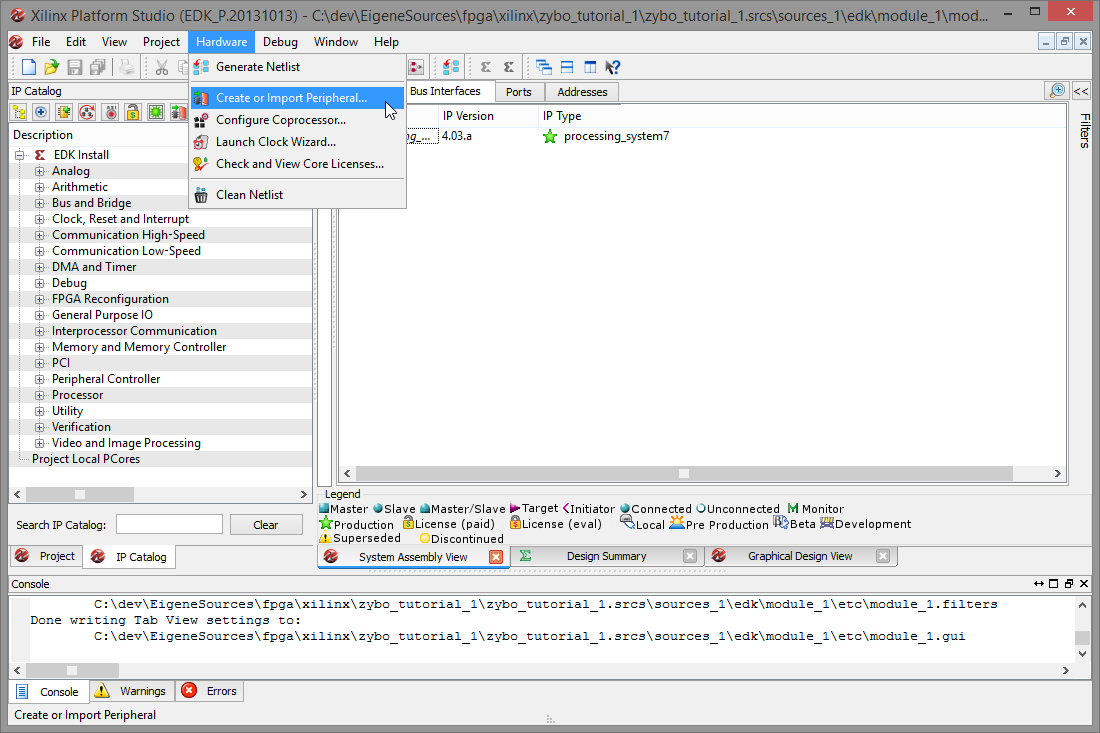 Xilinx Platform Studio (EDK_P.20131013) - C:\dev\EigeneSources\fpga\xilinx\zybo_tutorial_1\zybo_tutorial_1.srcs\sources_1\edk\module_1\mod...
File Edit View Project Hardware Debug Window Help
Generate Netlist
Create or Import Peripheral...
Configure Coprocessor...
Launch Clock Wizard...
Check and View Core Licenses...
Clean Netlist
IP Catalog
Description
EDK Install
Analog
Arithmetic
Bus and Bridge
Clock, Reset and Interrupt
Communication High-Speed
Communication Low-Speed
DMA and Timer
Debug
FPGA Reconfiguration
General Purpose IO
Interprocessor Communication
Memory and Memory Controller
PCI
Peripheral Controller
Processor
Utility
Verification
Video and Image Processing
Project Local PCores
Search IP Catalog: Clear
Project IP Catalog
Bus Interfaces Ports Addresses
<<
Filters
IP Version IP Type
ng_... 4.03.a processing_system7
Legend
Master Slave Master/Slave Target Initiator Connected Unconnected M Monitor
Production License (paid) License (eval) Local Pre Production Beta Development
Superseded Discontinued
System Assembly View Design Summary Graphical Design View
Console
C:\dev\EigeneSources\fpga\xilinx\zybo_tutorial_1\zybo_tutorial_1.srcs\sources_1\edk\module_1\etc\module_1.filters
Done writing Tab View settings to:
C:\dev\EigeneSources\fpga\xilinx\zybo_tutorial_1\zybo_tutorial_1.srcs\sources_1\edk\module_1\etc\module_1.gui
Console Warnings Errors
Create or Import Peripheral